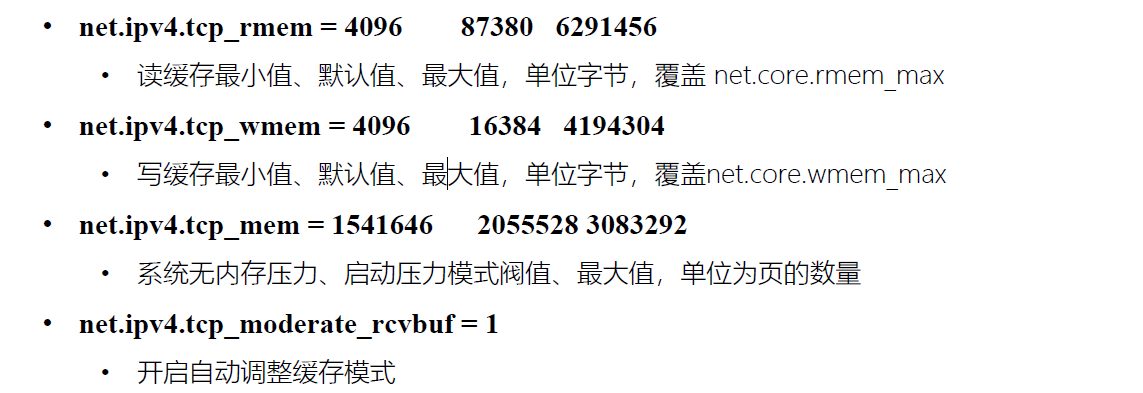 • net.ipv4.tcp_rmem = 4096 87380 6291456
• 读缓存最小值、默认值、最大值，单位字节，覆盖 net.core.rmem_max
• net.ipv4.tcp_wmem = 4096 16384 4194304
• 写缓存最小值、默认值、最大值，单位字节，覆盖net.core.wmem_max
• net.ipv4.tcp_mem = 1541646 2055528 3083292
• 系统无内存压力、启动压力模式阀值、最大值，单位为页的数量
• net.ipv4.tcp_moderate_rcvbuf = 1
• 开启自动调整缓存模式